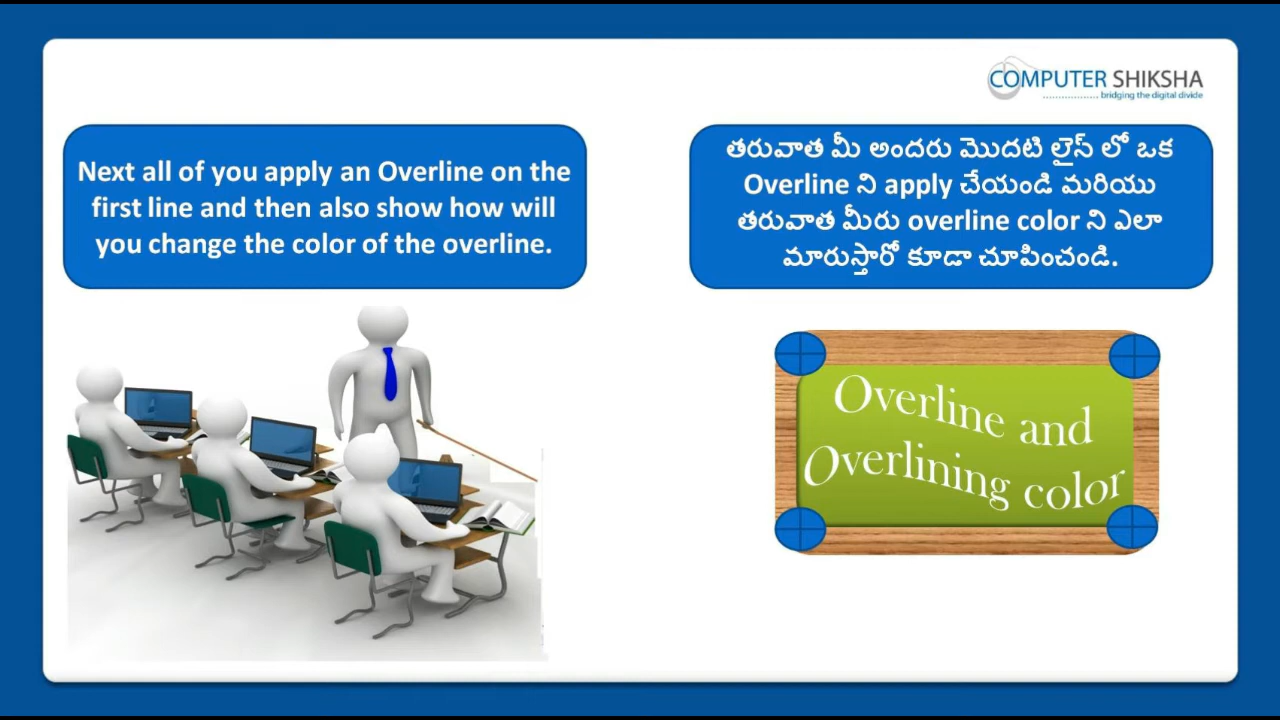 COMPUTER SHIKSHA
bridging the digital divide
Next all of you apply an Overline on the
first line and then also show how will
you change the color of the overline.
తరువాత మీ అందరు మొదటి లైన్ లో ఒక
Overline ని apply చేయండి మరియు
తరువాత మీరు overline color ని ఎలా
మారుస్తారో కూడా చూపించండి.
Overline and
Overlining color